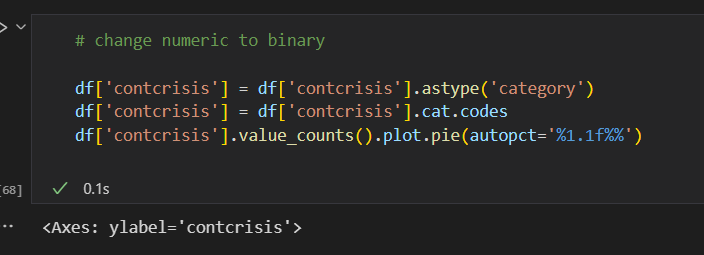 # change numeric to binary
df['contcrisis'] = df['contcrisis'].astype('category')
df['contcrisis'] = df['contcrisis'].cat.codes
df['contcrisis'].value_counts().plot.pie(autopct='%1.1f%%')
[68]
0.1s
<Axes: ylabel='contcrisis'>